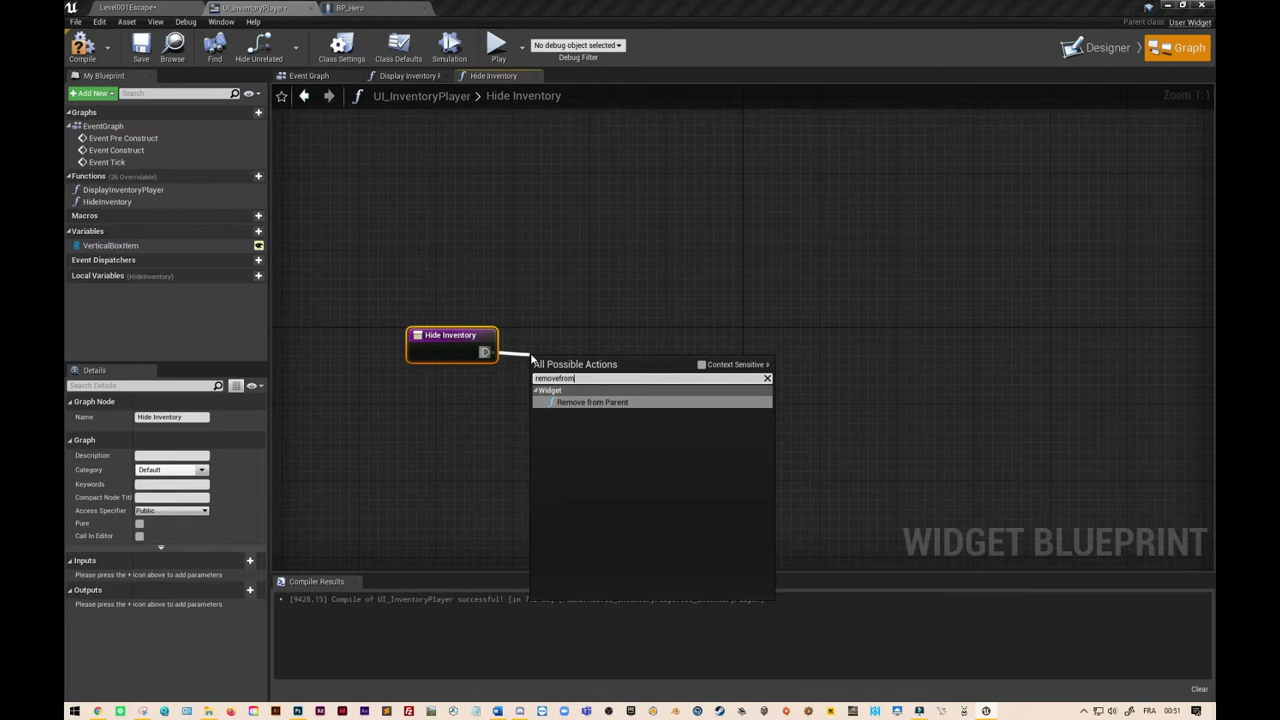 Level001Escape*
UI_InventoryPlayer*
BP_Hero
File Edit Asset View Debug Window Help
Parent class:
User Widget
Compile
Save
Browse
Find
Hide Unrelated
Class Settings
Class Defaults
Simulation
Play
No debug object selected
Debug Filter
Designer
Graph
My Blueprint
Event Graph
Display Inventory P
Hide Inventory
+ Add New
Search
UI_InventoryPlayer > Hide Inventory
Zoom 1:1
Graphs
EventGraph
Event Pre Construct
Event Construct
Event Tick
Functions (36 Overridable)
DisplayInventoryPlayer
HideInventory
Macros
Variables
VerticalBoxItem
Event Dispatchers
Local Variables (HideInventory)
Hide Inventory
All Possible Actions
Context Sensitive
removefrom
Widget
Remove from Parent
Details
Search Details
Graph Node
Name Hide Inventory
Graph
Description
Category Default
Keywords
Compact Node Titl
Access Specifier Public
Pure
Call In Editor
Inputs
Please press the + icon above to add parameters
Outputs
Please press the + icon above to add parameters
WIDGET BLUEPRINT
Compiler Results
[9428.15] Compile of UI_InventoryPlayer successful! [in
Clear
FRA
00:51